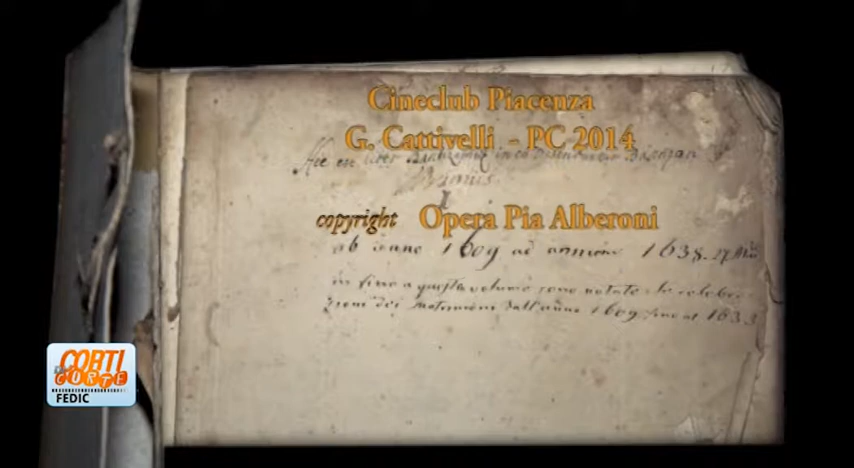 Cineclub Piacenza
G. Cattivelli - PC 2014
copyright Opera Pia Alberoni
ab anno 1609 ad annum 1638.
in fine a questo volume sono notate le celebra-
zioni dei matrimoni dall'anno 1609 fino al 1633
CORTI
CORTE
FEDIC